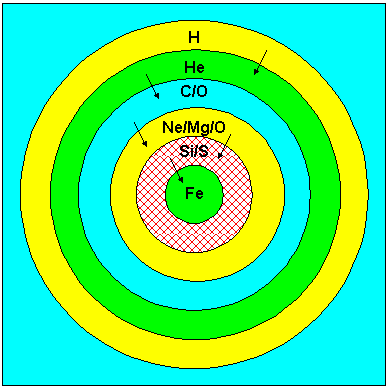 H
He
C/O
Ne/Mg/O
Si/S
Fe